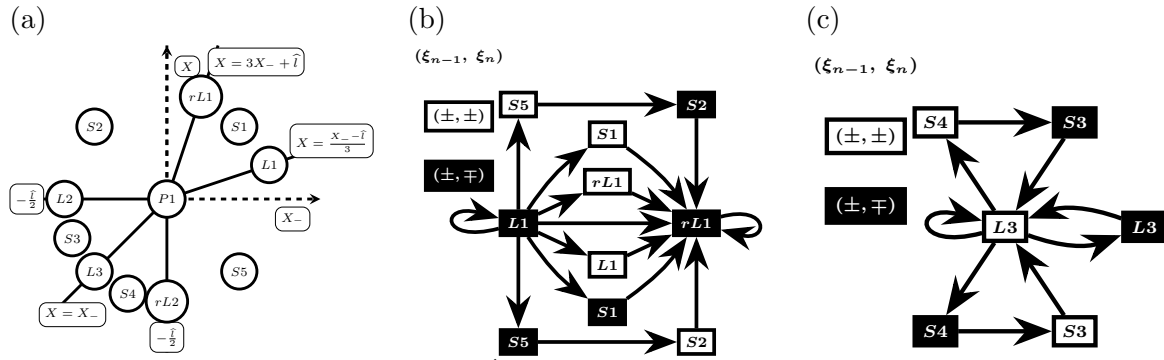 (a)
X
X = 3X₋ + l̂
rL1
S2
S1
X = (X₋ − l̂)/3
L1
−l̂/2
L2
P1
X₋
S3
L3
S4
rL2
S5
X = X₋
−l̂/2
(b)
(ξₙ₋₁, ξₙ)
(±, ±)
S5
S2
S1
(±, ∓)
rL1
L1
rL1
L1
S1
S5
S2
(c)
(ξₙ₋₁, ξₙ)
(±, ±)
S4
S3
(±, ∓)
L3
L3
S4
S3